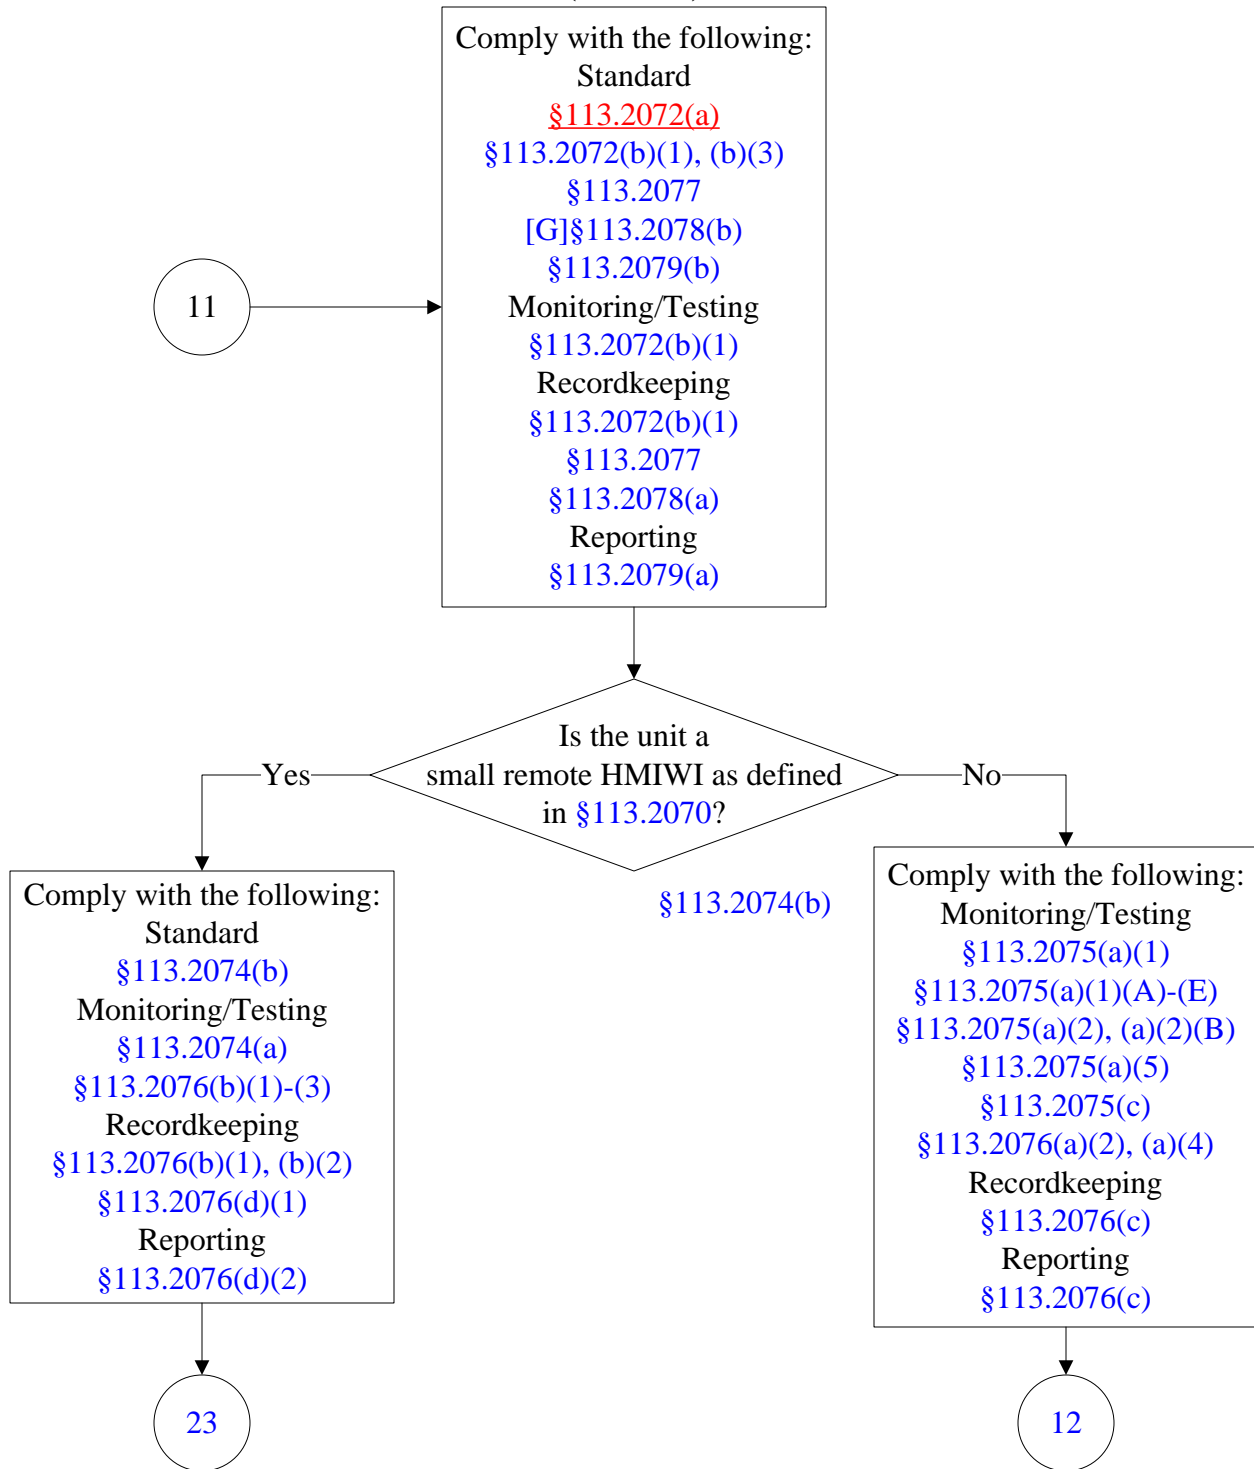 Comply with the following:
Standard
§113.2072(a)
§113.2072(b)(1), (b)(3)
§113.2077
[G]§113.2078(b)
§113.2079(b)
Monitoring/Testing
§113.2072(b)(1)
Recordkeeping
§113.2072(b)(1)
§113.2077
§113.2078(a)
Reporting
§113.2079(a)
11
Is the unit a
small remote HMIWI as defined
in §113.2070?
Yes
No
§113.2074(b)
Comply with the following:
Standard
§113.2074(b)
Monitoring/Testing
§113.2074(a)
§113.2076(b)(1)-(3)
Recordkeeping
§113.2076(b)(1), (b)(2)
§113.2076(d)(1)
Reporting
§113.2076(d)(2)
23
Comply with the following:
Monitoring/Testing
§113.2075(a)(1)
§113.2075(a)(1)(A)-(E)
§113.2075(a)(2), (a)(2)(B)
§113.2075(a)(5)
§113.2075(c)
§113.2076(a)(2), (a)(4)
Recordkeeping
§113.2076(c)
Reporting
§113.2076(c)
12